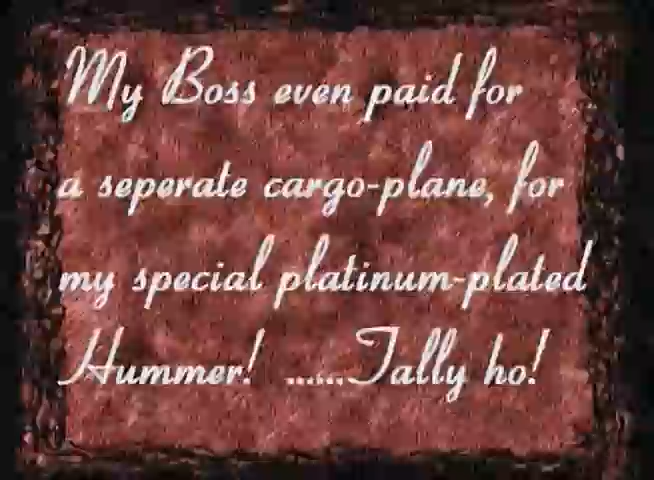 My Boss even paid for
a seperate cargo-plane, for
my special platinum-plated
Hummer! ......Tally ho!